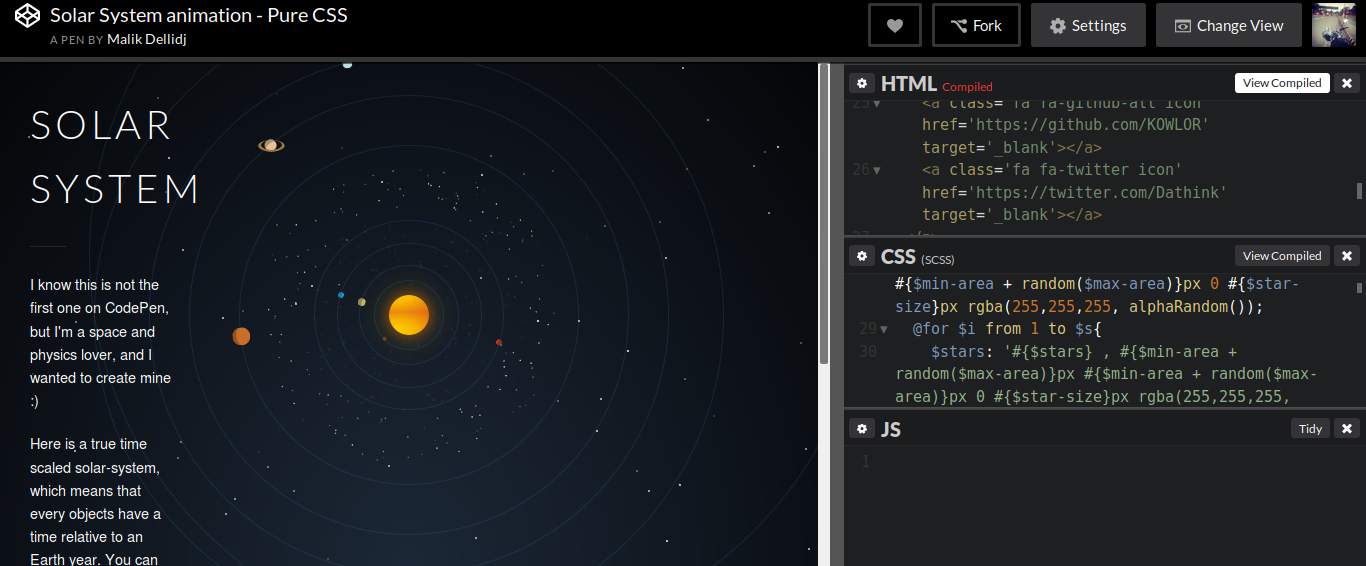 Solar System animation - Pure CSS
A PEN BY Malik Dellidj
Fork
Settings
Change View
SOLAR
SYSTEM
I know this is not the
first one on CodePen,
but I'm a space and
physics lover, and I
wanted to create mine
:)
Here is a true time
scaled solar-system,
which means that
every objects have a
time relative to an
Earth year. You can
HTML Compiled
View Compiled
25 <a class='fa fa-github-alt icon'
href='https://github.com/KOWLOR'
target='_blank'></a>
26 <a class='fa fa-twitter icon'
href='https://twitter.com/Dathink'
target='_blank'></a>
CSS (SCSS)
View Compiled
#{$min-area + random($max-area)}px 0 #{$star-
size}px rgba(255,255,255, alphaRandom());
29 @for $i from 1 to $s{
30 $stars: '#{$stars} , #{$min-area +
random($max-area)}px #{$min-area + random($max-
area)}px 0 #{$star-size}px rgba(255,255,255,
JS
Tidy
1